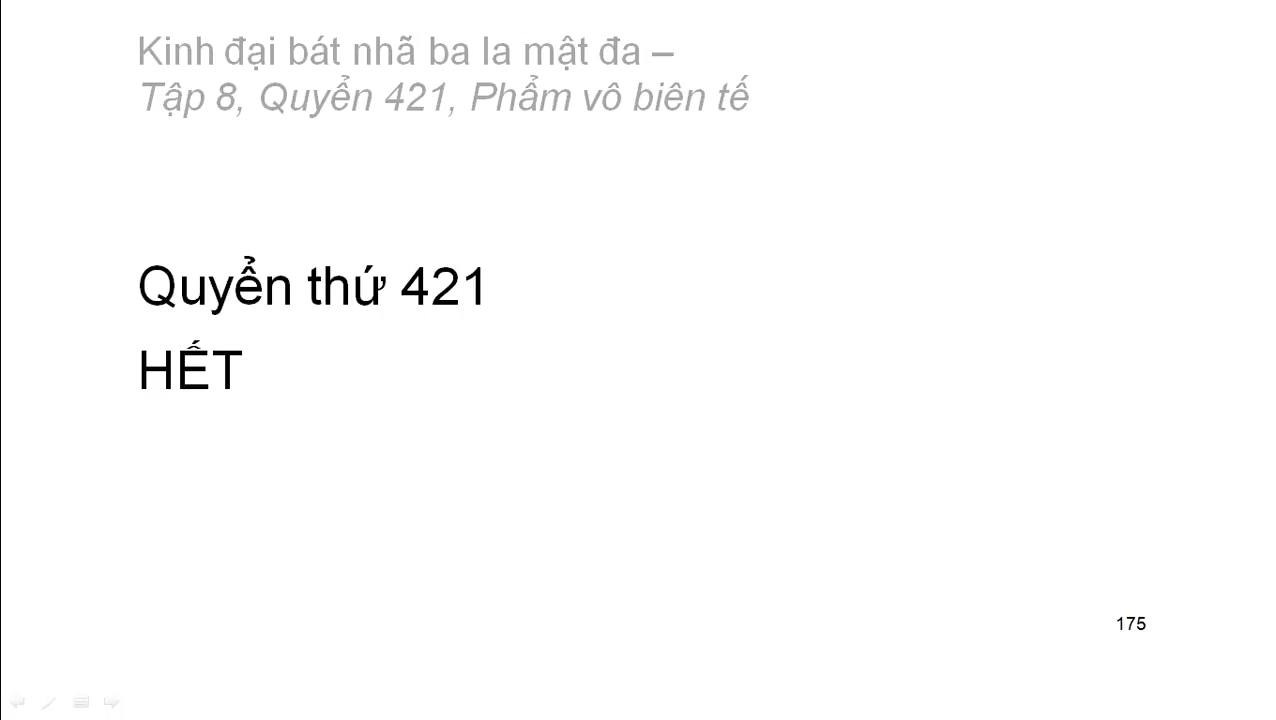 Kinh đại bát nhã ba la mật đa –
Tập 8, Quyển 421, Phẩm vô biên tế
Quyển thứ 421
HẾT
175